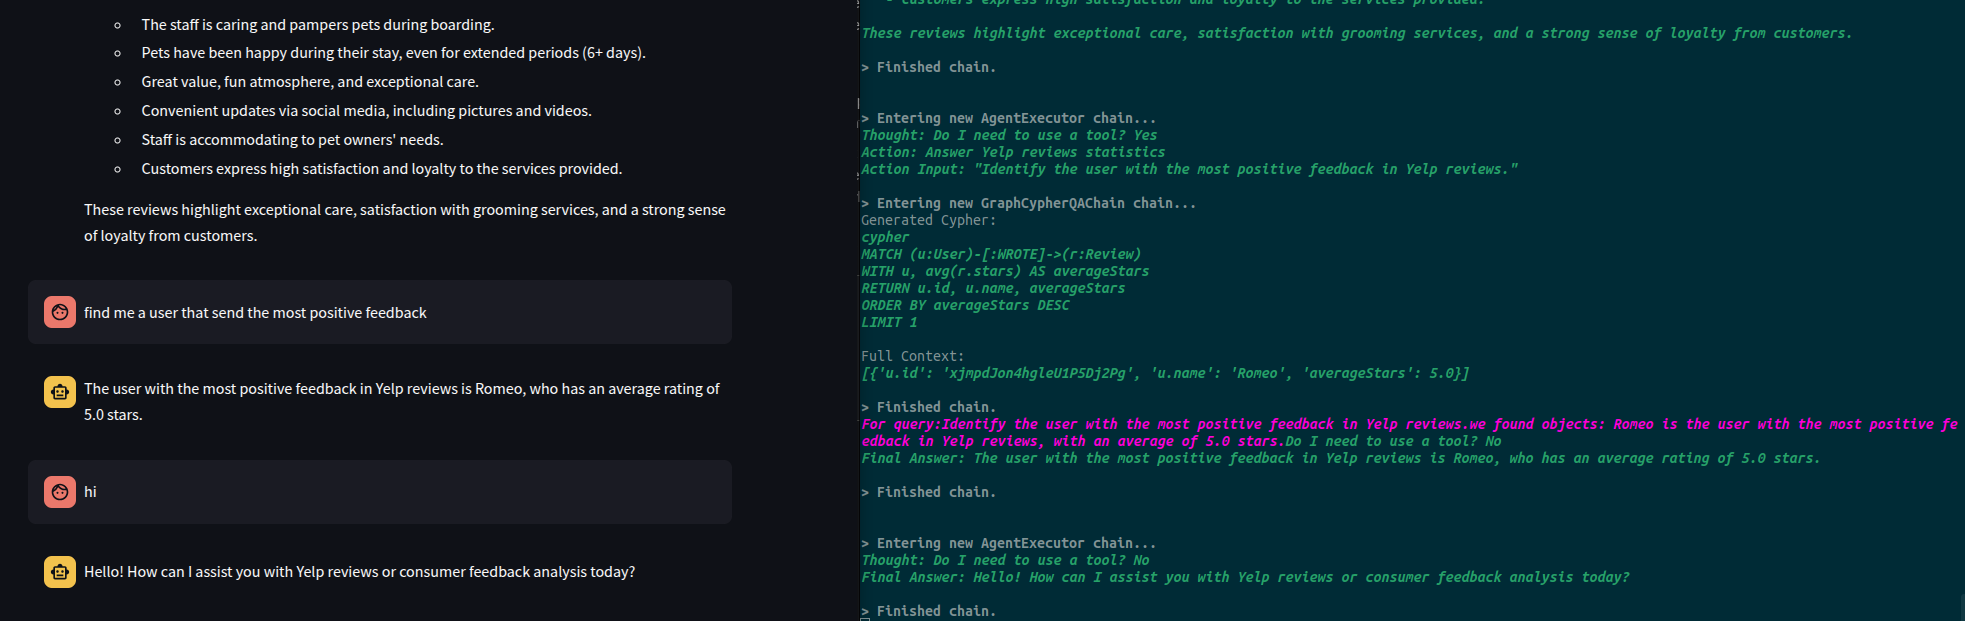 The staff is caring and pampers pets during boarding.
Pets have been happy during their stay, even for extended periods (6+ days).
Great value, fun atmosphere, and exceptional care.
Convenient updates via social media, including pictures and videos.
Staff is accommodating to pet owners' needs.
Customers express high satisfaction and loyalty to the services provided.
These reviews highlight exceptional care, satisfaction with grooming services, and a strong sense
of loyalty from customers.
find me a user that send the most positive feedback
The user with the most positive feedback in Yelp reviews is Romeo, who has an average rating of
5.0 stars.
hi
Hello! How can I assist you with Yelp reviews or consumer feedback analysis today?
- Customers express high satisfaction and loyalty to the services provided.
These reviews highlight exceptional care, satisfaction with grooming services, and a strong sense of loyalty from customers.
> Finished chain.
> Entering new AgentExecutor chain...
Thought: Do I need to use a tool? Yes
Action: Answer Yelp reviews statistics
Action Input: "Identify the user with the most positive feedback in Yelp reviews."
> Entering new GraphCypherQAChain chain...
Generated Cypher:
cypher
MATCH (u:User)-[:WROTE]->(r:Review)
WITH u, avg(r.stars) AS averageStars
RETURN u.id, u.name, averageStars
ORDER BY averageStars DESC
LIMIT 1
Full Context:
[{'u.id': 'xjmpdJon4hgleU1P5Dj2Pg', 'u.name': 'Romeo', 'averageStars': 5.0}]
> Finished chain.
For query:Identify the user with the most positive feedback in Yelp reviews.we found objects: Romeo is the user with the most positive fe
edback in Yelp reviews, with an average of 5.0 stars.Do I need to use a tool? No
Final Answer: The user with the most positive feedback in Yelp reviews is Romeo, who has an average rating of 5.0 stars.
> Finished chain.
> Entering new AgentExecutor chain...
Thought: Do I need to use a tool? No
Final Answer: Hello! How can I assist you with Yelp reviews or consumer feedback analysis today?
> Finished chain.